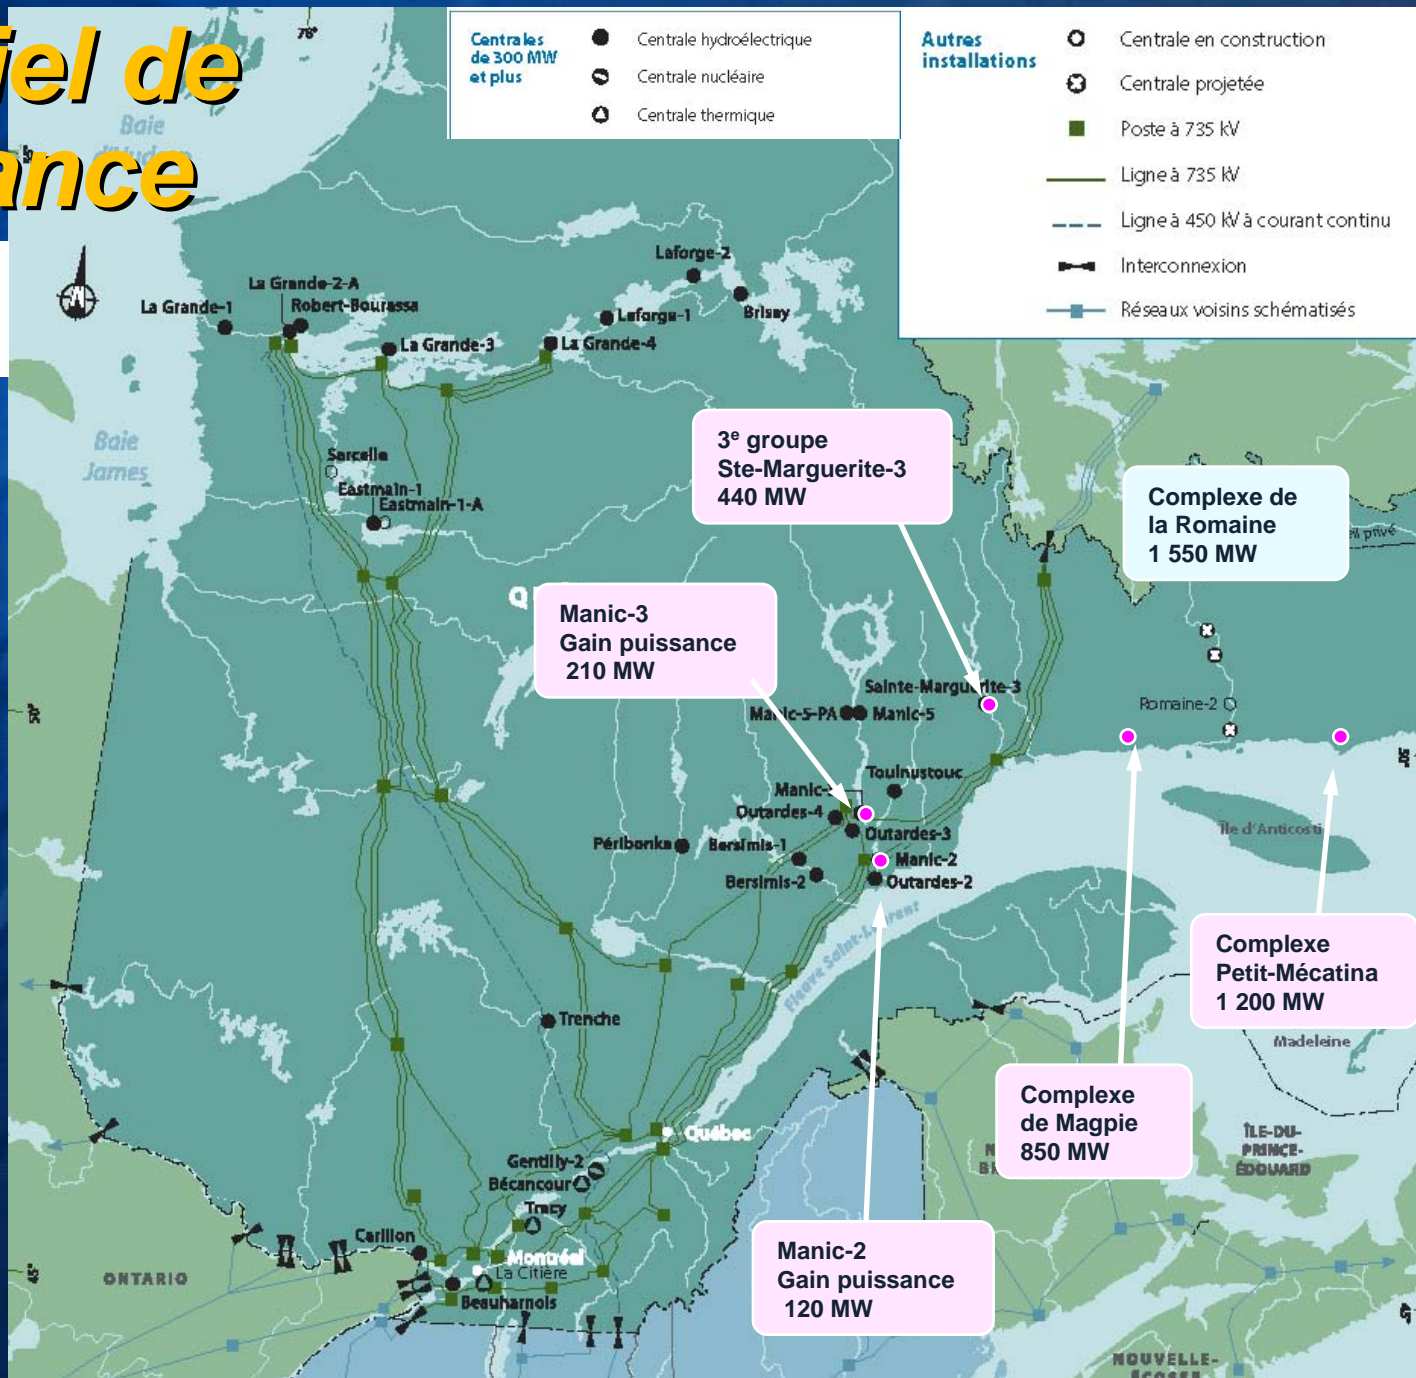 iel de
ance
78°
Centrales
de 300 MW
et plus
Centrale hydroélectrique
Centrale nucléaire
Centrale thermique
Autres
installations
Centrale en construction
Centrale projetée
Poste à 735 kV
Ligne à 735 kV
Ligne à 450 kV à courant continu
Interconnexion
Réseaux voisins schématisés
Baie
d'Hudson
N
La Grande-1
La Grande-2-A
Robert-Bourassa
La Grande-3
La Grande-4
Laforge-1
Laforge-2
Brisay
Baie
James
Sarcelle
Eastmain-1
Eastmain-1-A
3e groupe
Ste-Marguerite-3
440 MW
Complexe de
la Romaine
1 550 MW
privé
Manic-3
Gain puissance
210 MW
Sainte-Marguerite-3
Manic-5-PA
Manic-5
Romaine-2
50°
50°
Toulnustouc
Manic-
Outardes-4
Outardes-3
Péribonka
Bersimis-1
Manic-2
Bersimis-2
Outardes-2
Île d'Anticosti
Fleuve Saint-Laurent
Complexe
Petit-Mécatina
1 200 MW
Trenche
Madeleine
Complexe
de Magpie
850 MW
Québec
ÎLE-DU-
PRINCE-
ÉDOUARD
N
B
Gentilly-2
Bécancour
Tracy
Manic-2
Gain puissance
120 MW
Carillon
Montréal
La Citière
Beauharnois
45°
ONTARIO
NOUVELLE-
ÉCOSSE